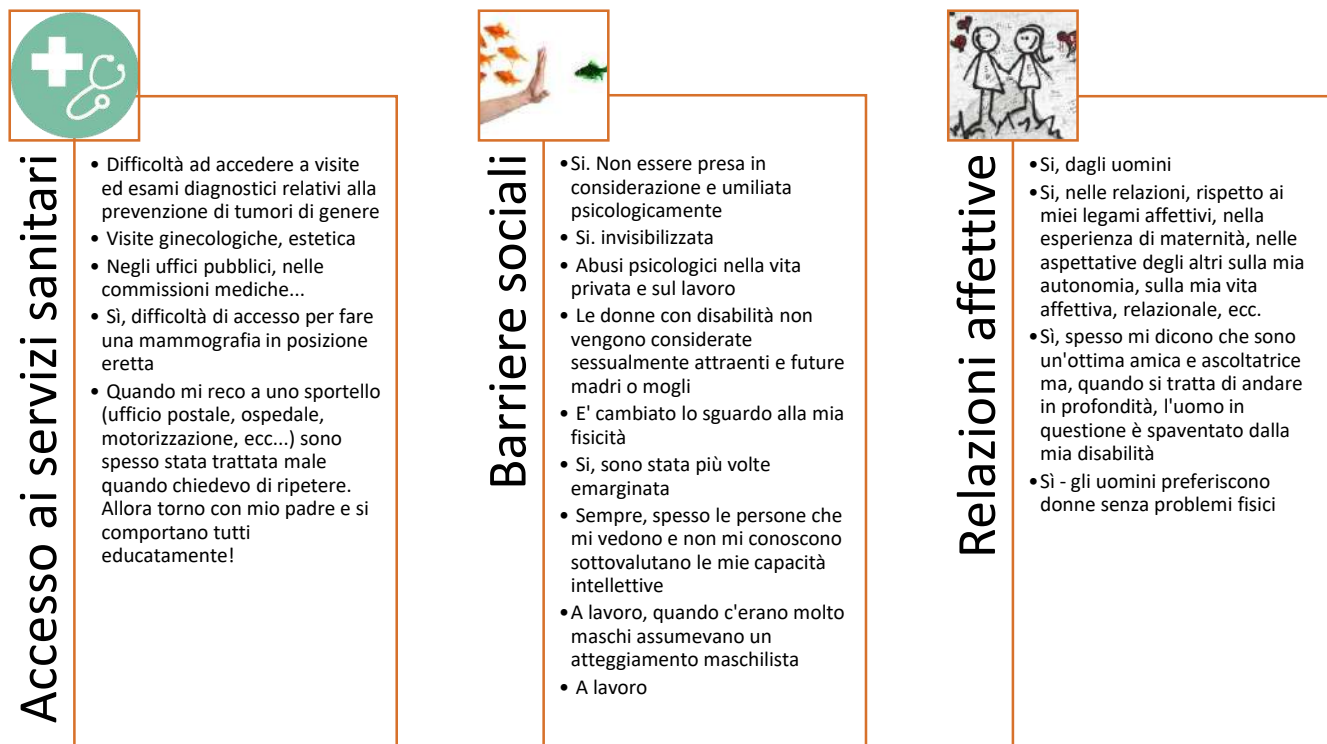 Accesso ai servizi sanitari
• Difficoltà ad accedere a visite
ed esami diagnostici relativi alla
prevenzione di tumori di genere
• Visite ginecologiche, estetica
• Negli uffici pubblici, nelle
commissioni mediche...
• Sì, difficoltà di accesso per fare
una mammografia in posizione
eretta
• Quando mi reco a uno sportello
(ufficio postale, ospedale,
motorizzazione, ecc...) sono
spesso stata trattata male
quando chiedevo di ripetere.
Allora torno con mio padre e si
comportano tutti
educatamente!
Barriere sociali
•Si. Non essere presa in
considerazione e umiliata
psicologicamente
• Si. invisibilizzata
• Abusi psicologici nella vita
privata e sul lavoro
• Le donne con disabilità non
vengono considerate
sessualmente attraenti e future
madri o mogli
• E' cambiato lo sguardo alla mia
fisicità
• Si, sono stata più volte
emarginata
• Sempre, spesso le persone che
mi vedono e non mi conoscono
sottovalutano le mie capacità
intellettive
•A lavoro, quando c'erano molto
maschi assumevano un
atteggiamento maschilista
• A lavoro
Relazioni affettive
•Si, dagli uomini
•Si, nelle relazioni, rispetto ai
miei legami affettivi, nella
esperienza di maternità, nelle
aspettative degli altri sulla mia
autonomia, sulla mia vita
affettiva, relazionale, ecc.
•Sì, spesso mi dicono che sono
un'ottima amica e ascoltatrice
ma, quando si tratta di andare
in profondità, l'uomo in
questione è spaventato dalla
mia disabilità
•Sì - gli uomini preferiscono
donne senza problemi fisici